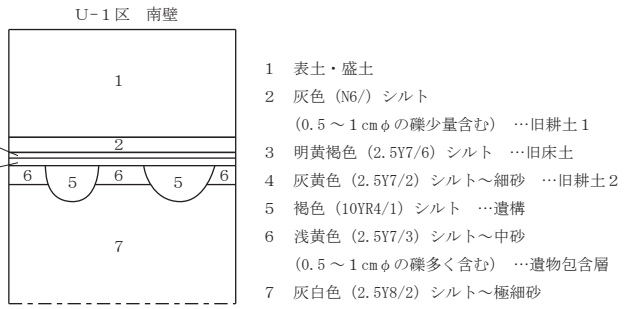 U-1区　南壁
1
2
6
5
6
5
6
7
1　表土・盛土
2　灰色（N6/）シルト
（0.5～1㎝φの礫少量含む）　…旧耕土1
3　明黄褐色（2.5Y7/6）シルト　…旧床土
4　灰黄色（2.5Y7/2）シルト～細砂　…旧耕土2
5　褐色（10YR4/1）シルト　…遺構
6　浅黄色（2.5Y7/3）シルト～中砂
（0.5～1㎝φの礫多く含む）　…遺物包含層
7　灰白色（2.5Y8/2）シルト～極細砂